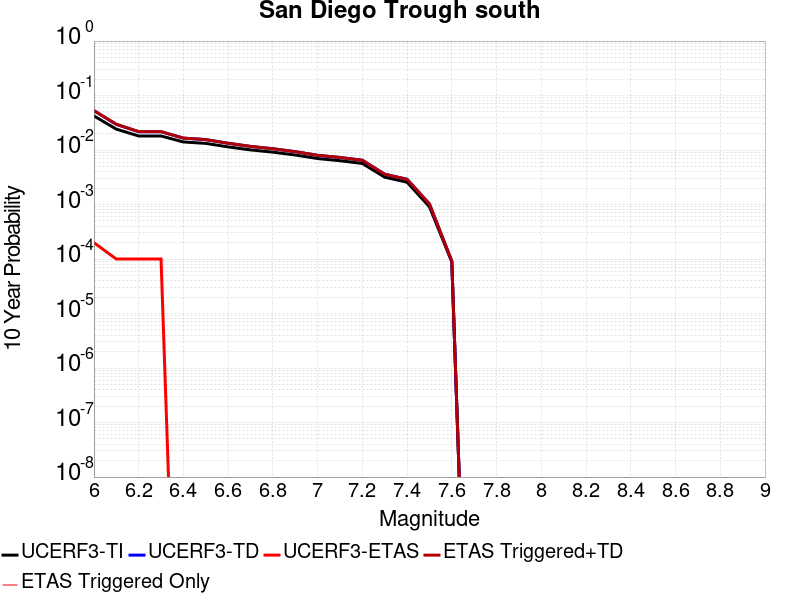 San Diego Trough south
10 Year Probability
10^0
10^-1
10^-2
10^-3
10^-4
10^-5
10^-6
10^-7
10^-8
6 6.2 6.4 6.6 6.8 7 7.2 7.4 7.6 7.8 8 8.2 8.4 8.6 8.8 9
Magnitude
UCERF3-TI UCERF3-TD UCERF3-ETAS ETAS Triggered+TD
ETAS Triggered Only